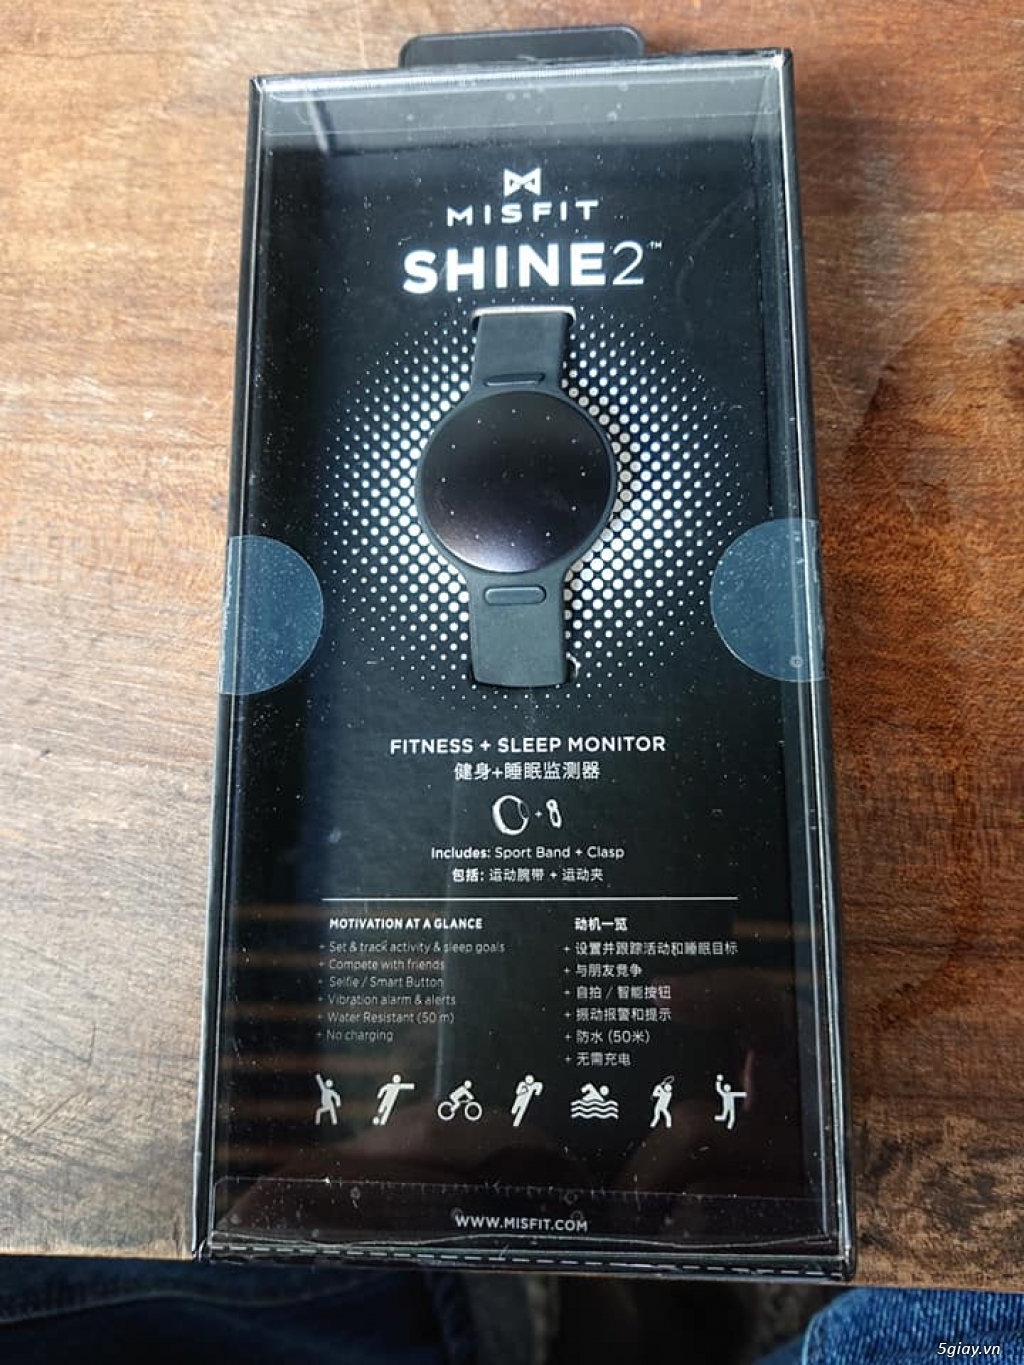 MISFIT
SHINE2™
FITNESS + SLEEP MONITOR
健身+睡眠监测器
+
Includes: Sport Band + Clasp
包括: 运动腕带 + 运动夹
MOTIVATION AT A GLANCE
+ Set & track activity & sleep goals
+ Compete with friends
+ Selfie / Smart Button
+ Vibration alarm & alerts
+ Water Resistant (50 m)
+ No charging
动机一览
+ 设置并跟踪活动和睡眠目标
+ 与朋友竞争
+ 自拍 / 智能按钮
+ 振动报警和提示
+ 防水 (50米)
+ 无需充电
WWW.MISFIT.COM
5giay.vn